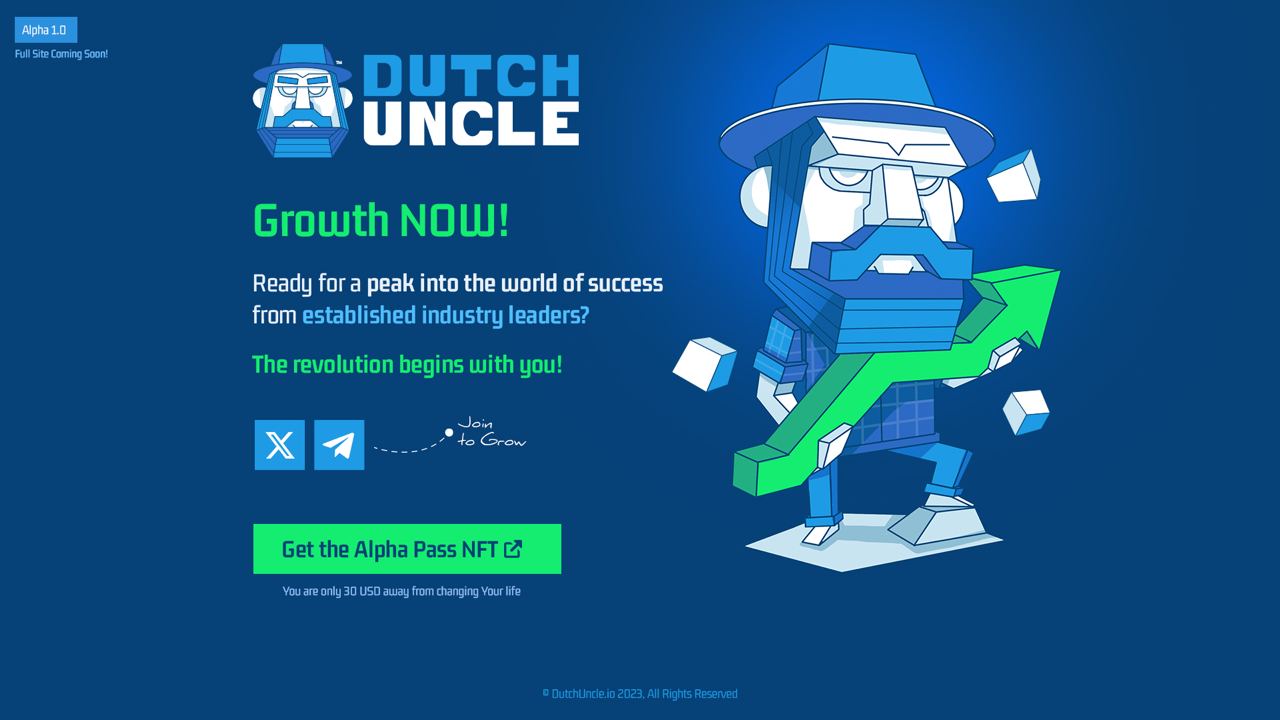 Alpha 1.0
Full Site Coming Soon!
DUTCH
UNCLE
™
Growth NOW!
Ready for a peak into the world of success
from established industry leaders?
The revolution begins with you!
Join
to Grow
Get the Alpha Pass NFT
You are only 30 USD away from changing Your life
© DutchUncle.io 2023, All Rights Reserved